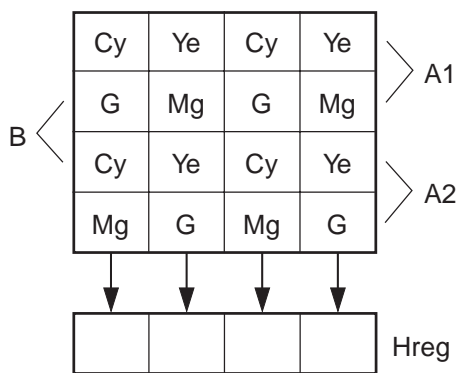 Cy Ye Cy Ye
A1
G Mg G Mg
B
Cy Ye Cy Ye
A2
Mg G Mg G
Hreg